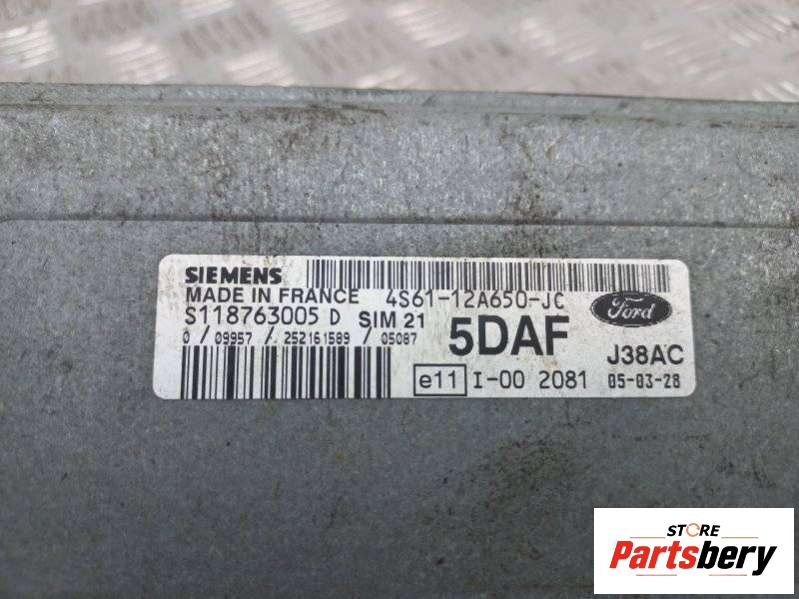 SIEMENS
MADE IN FRANCE 4S61-12A650-JC
S118763005 D SIM 21
0 / 09957 / 252161589 / 05087
5DAF
Ford
J38AC
e11 I-00 2081 05-03-28
STORE
Partsbery